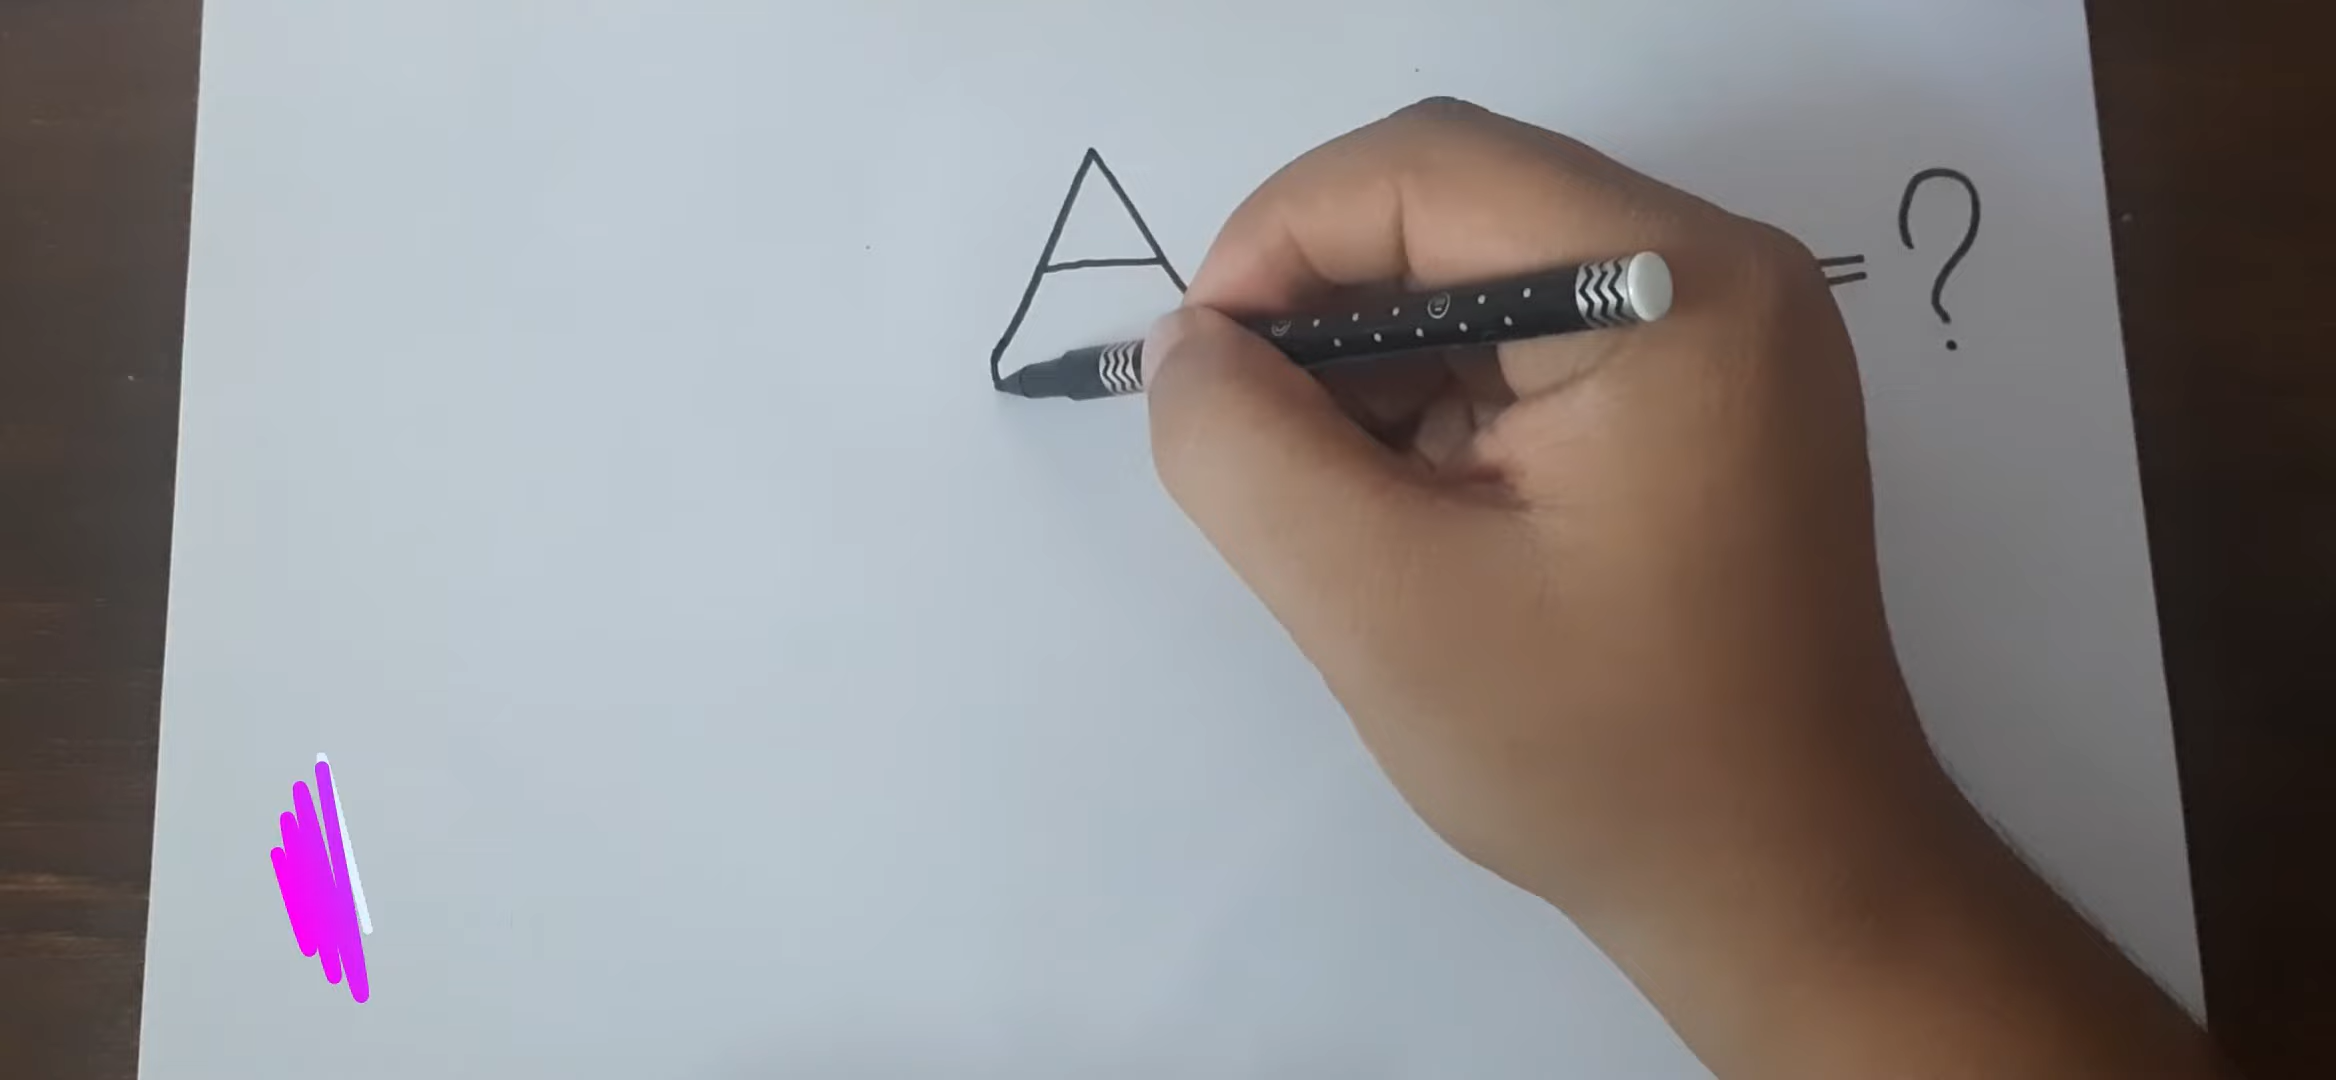 A = ?